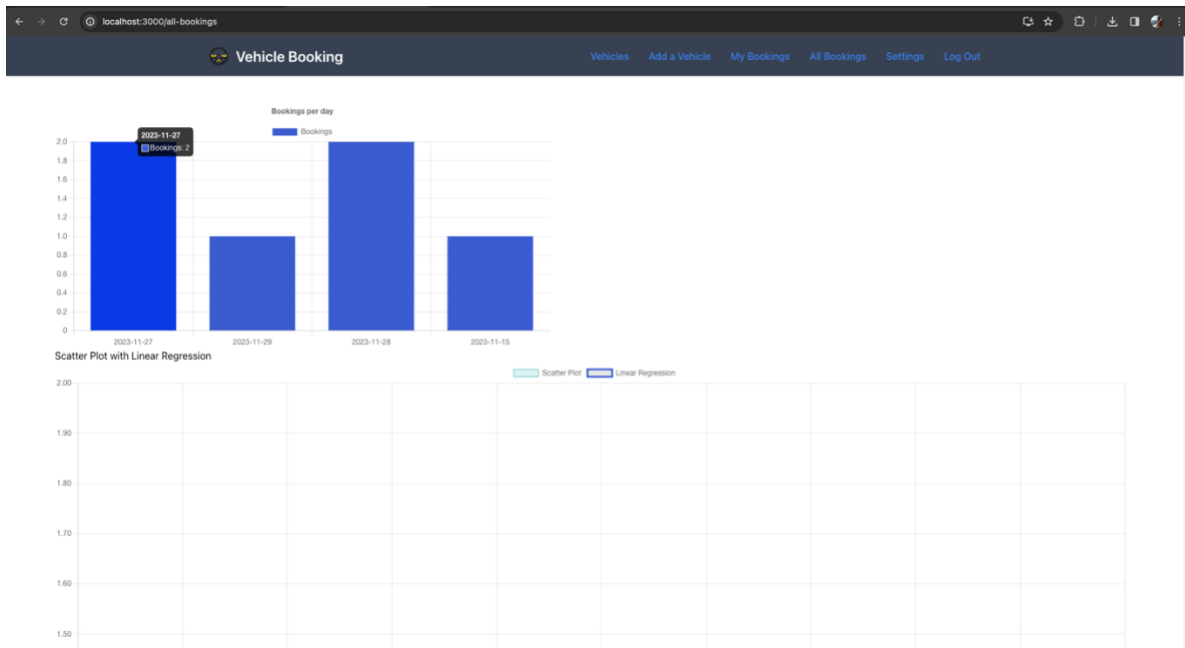 localhost:3000/all-bookings
Vehicle Booking Vehicles Add a Vehicle My Bookings All Bookings Settings Log Out
Bookings per day
Bookings
2023-11-27
Bookings: 2
2.0
1.8
1.6
1.4
1.2
1.0
0.8
0.6
0.4
0.2
0
2023-11-27 2023-11-29 2023-11-28 2023-11-15
Scatter Plot with Linear Regression
Scatter Plot Linear Regression
2.00
1.90
1.80
1.70
1.60
1.50